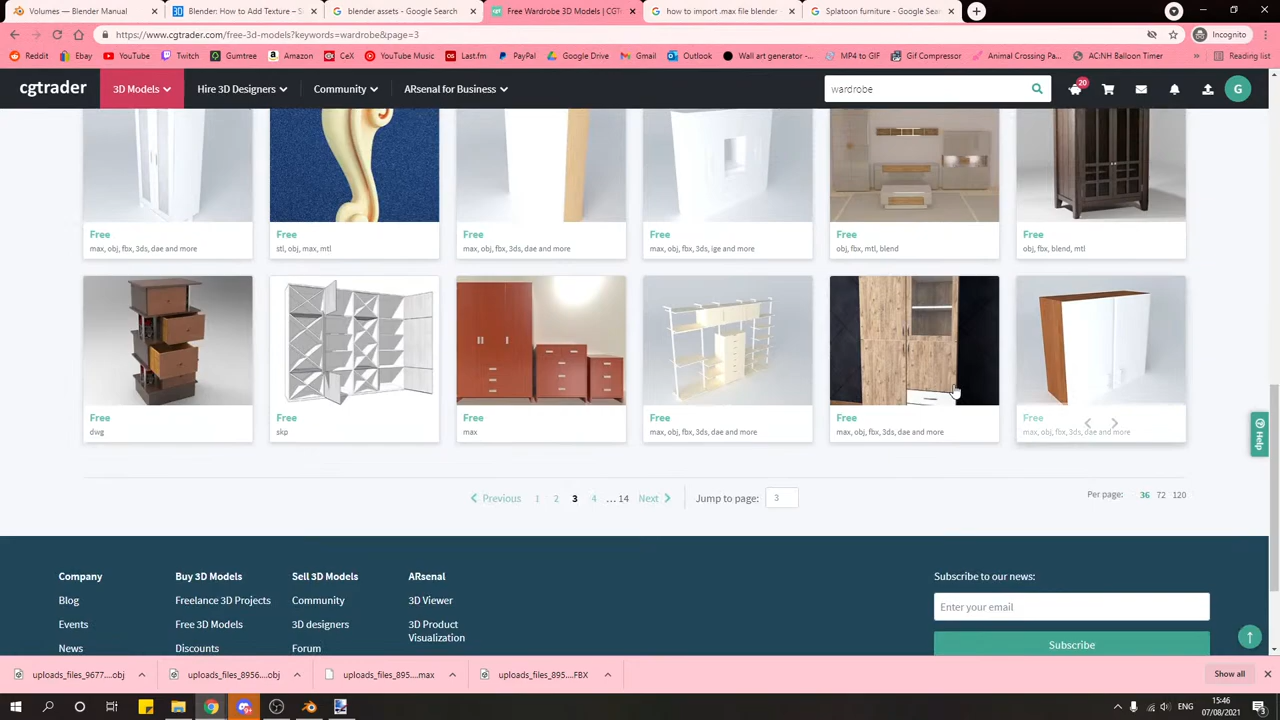 Volumes — Blender Manual
Blender: How to Add Texture – S
blender assets - Google Search
Free Wardrobe 3D Models | CGT
how to import .max file blender
Splatoon furniture - Google Sea
Incognito
https://www.cgtrader.com/free-3d-models?keywords=wardrobe&page=3
Reddit Ebay YouTube Twitch Gumtree Amazon CeX YouTube Music Last.fm PayPal Google Drive Gmail Outlook Wall art generator -... MP4 to GIF Gif Compressor Animal Crossing Pa... AC:NH Balloon Timer Reading list
cgtrader 3D Models Hire 3D Designers Community ARsenal for Business wardrobe 20 G
Free Free Free Free Free Free
max, obj, fbx, 3ds, dae and more stl, obj, max, mtl max, obj, fbx, 3ds, dae and more max, obj, fbx, 3ds, ige and more obj, fbx, mtl, blend obj, fbx, blend, mtl
Free Free Free Free Free Free
dwg skp max max, obj, fbx, 3ds, dae and more max, obj, fbx, 3ds, dae and more max, obj, fbx, 3ds, dae and more
Help
Previous 1 2 3 4 ... 14 Next Jump to page: 3 Per page: 36 72 120
Company Buy 3D Models Sell 3D Models ARsenal Subscribe to our news:
Blog Freelance 3D Projects Community 3D Viewer Enter your email
Events Free 3D Models 3D designers 3D Product
Visualization
News Discounts Forum Subscribe
uploads_files_9677....obj uploads_files_8956....obj uploads_files_895....max uploads_files_895....FBX Show all
15:46
07/08/2021
3